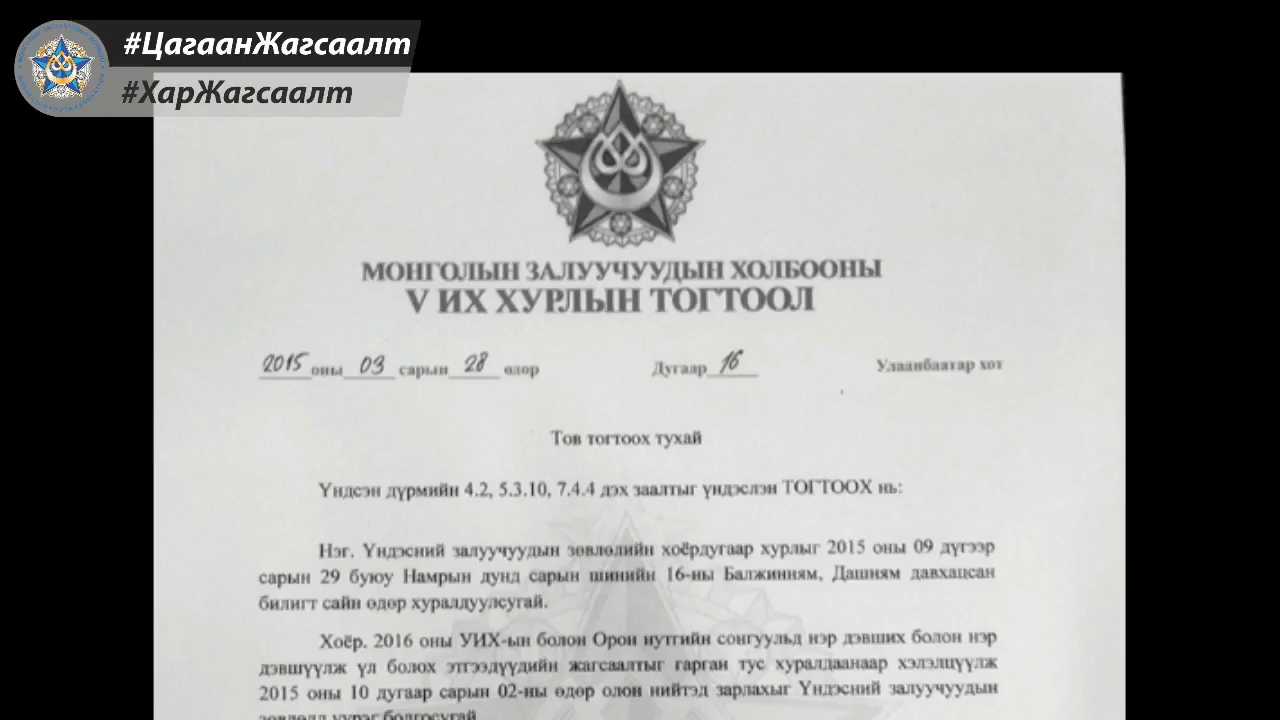 #ЦагаанЖагсаалт
#ХарЖагсаалт
МОНГОЛЫН ЗАЛУУЧУУДЫН ХОЛБООНЫ
V ИХ ХУРЛЫН ТОГТООЛ
2015 оны 03 сарын 28 өдөр Дугаар 16 Улаанбаатар хот
Тов тогтоох тухай
Үндсэн дүрмийн 4.2, 5.3.10, 7.4.4 дэх заалтыг үндэслэн ТОГТООХ нь:
Нэг. Үндэсний залуучуудын зөвлөлийн хоёрдугаар хурлыг 2015 оны 09 дүгээр
сарын 29 буюу Намрын дунд сарын шинийн 16-ны Балжинням, Дашням давхацсан
билигт сайн өдөр хуралдуулсугай.
Хоёр. 2016 оны УИХ-ын болон Орон нутгийн сонгуульд нэр дэвших болон нэр
дэвшүүлж үл болох этгээдүүдийн жагсаалтыг гарган тус хуралдаанаар хэлэлцүүлж
2015 оны 10 дугаар сарын 02-ны өдөр олон нийтэд зарлахыг Үндэсний залуучуудын
зөвлөлд үүрэг болгосугай.